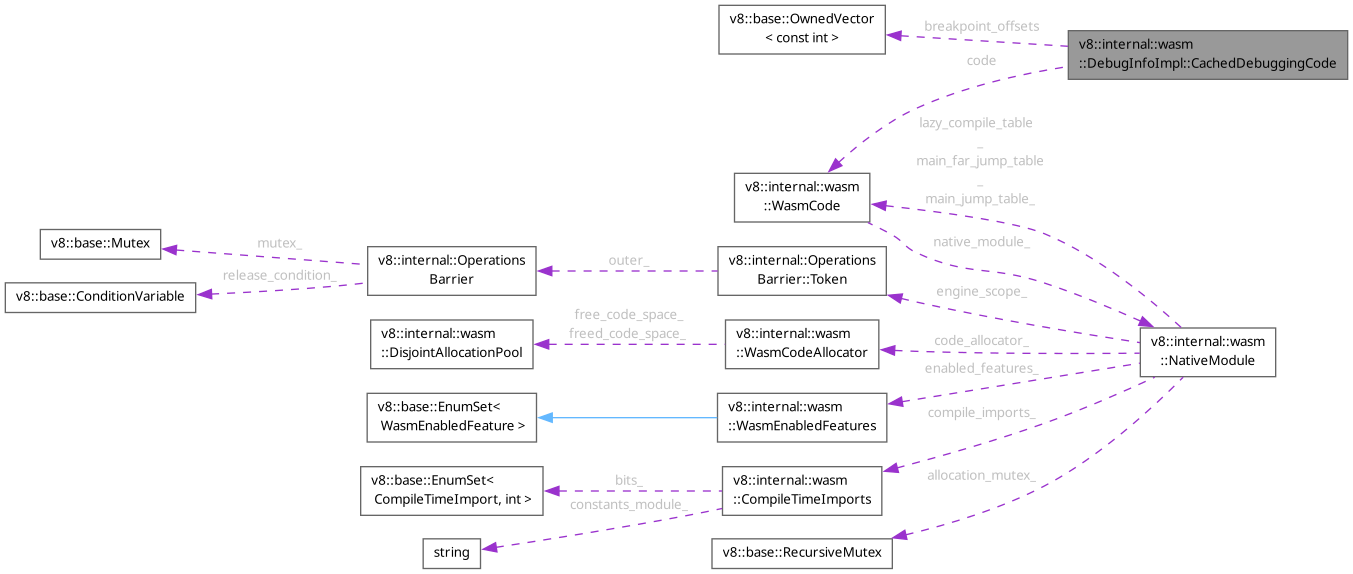 v8::base::OwnedVector
< const int >
breakpoint_offsets
v8::internal::wasm
::DebugInfoImpl::CachedDebuggingCode
code
lazy_compile_table
_
main_far_jump_table
_
main_jump_table_
v8::internal::wasm
::WasmCode
native_module_
v8::base::Mutex
mutex_
v8::base::ConditionVariable
release_condition_
v8::internal::Operations
Barrier
outer_
v8::internal::Operations
Barrier::Token
engine_scope_
v8::internal::wasm
::DisjointAllocationPool
free_code_space_
freed_code_space_
v8::internal::wasm
::WasmCodeAllocator
code_allocator_
v8::internal::wasm
::NativeModule
enabled_features_
v8::base::EnumSet<
WasmEnabledFeature >
v8::internal::wasm
::WasmEnabledFeatures
compile_imports_
v8::base::EnumSet<
CompileTimeImport, int >
bits_
constants_module_
v8::internal::wasm
::CompileTimeImports
allocation_mutex_
string
v8::base::RecursiveMutex